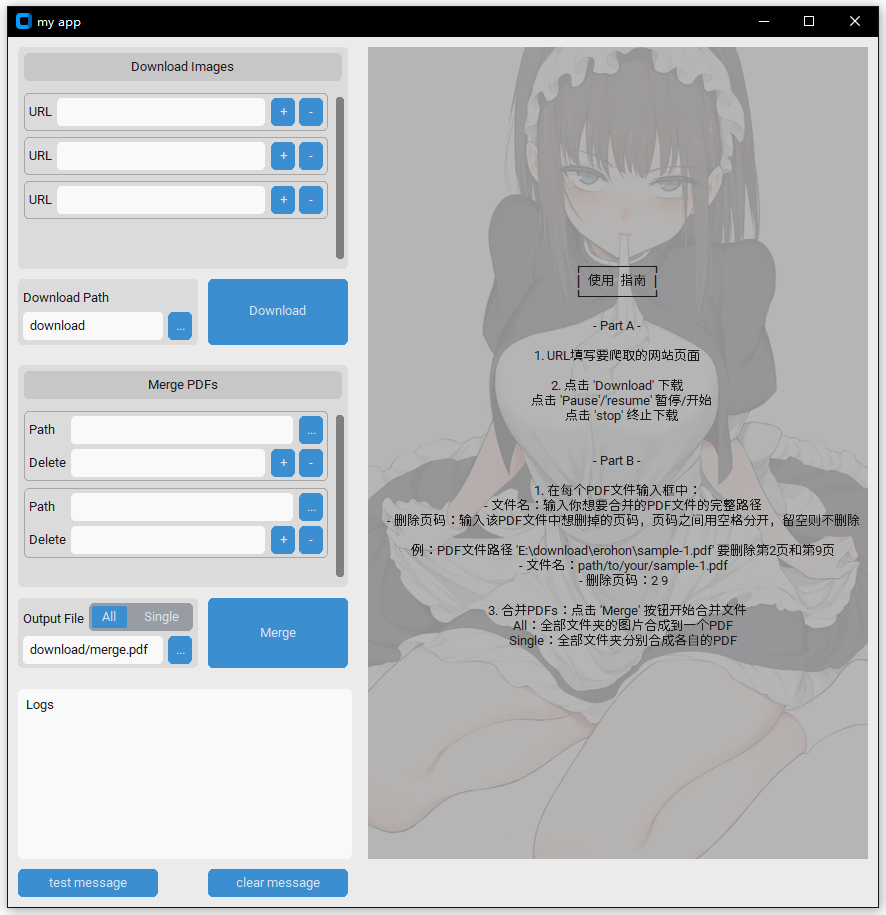 my app
Download Images
URL + -
URL + -
URL + -
Download Path
download ...
Download
Merge PDFs
Path ...
Delete + -
Path ...
Delete + -
Output File All Single
download/merge.pdf ...
Merge
Logs
test message
clear message
使用 指南
- Part A -
1. URL填写要爬取的网站页面
2. 点击 'Download' 下载
点击 'Pause'/'resume' 暂停/开始
点击 'stop' 终止下载
- Part B -
1. 在每个PDF文件输入框中：
- 文件名：输入你想要合并的PDF文件的完整路径
- 删除页码：输入该PDF文件中想删掉的页码，页码之间用空格分开，留空则不删除
例：PDF文件路径 'E:\download\erohon\sample-1.pdf' 要删除第2页和第9页
- 文件名：path/to/your/sample-1.pdf
- 删除页码：2 9
3. 合并PDFs：点击 'Merge' 按钮开始合并文件
All：全部文件夹的图片合成到一个PDF
Single：全部文件夹分别合成各自的PDF